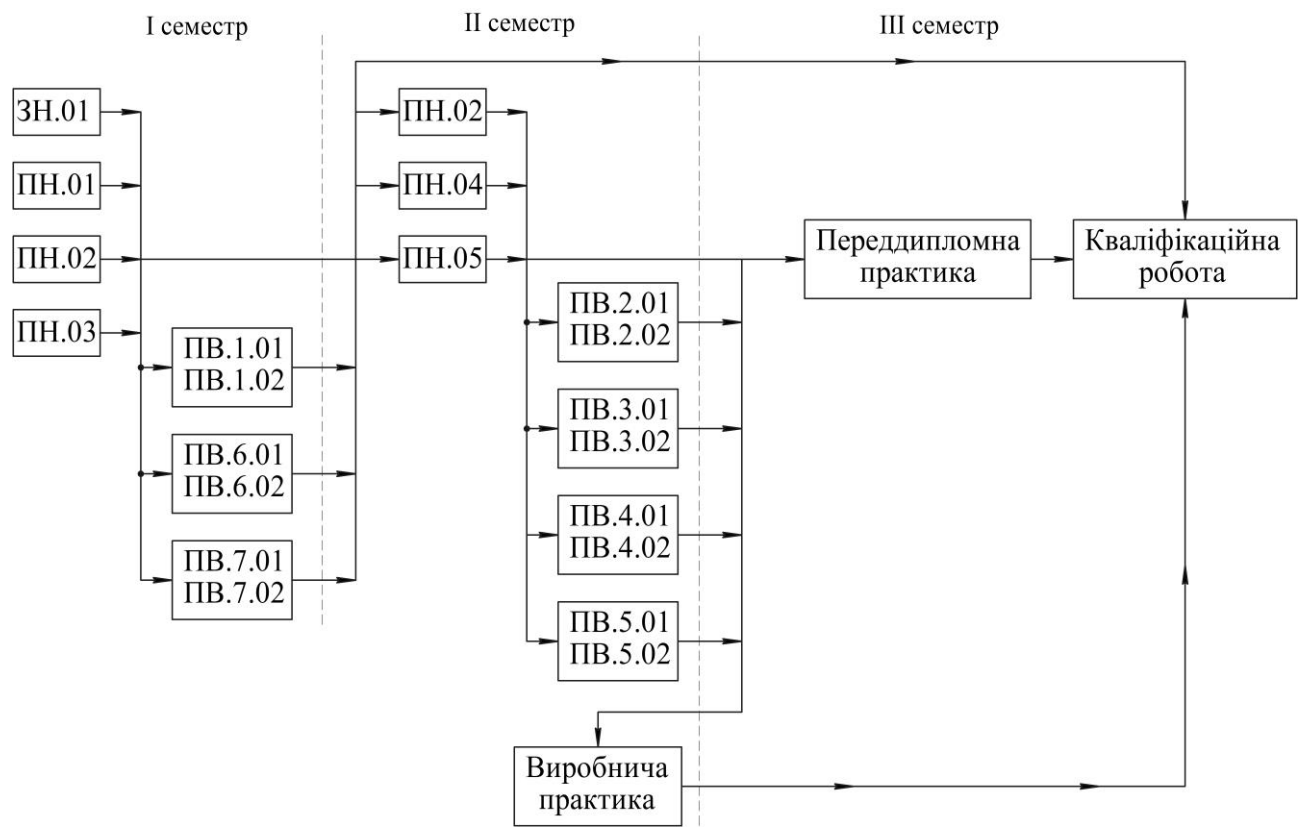 I семестр
II семестр
III семестр
ЗН.01
ПН.01
ПН.02
ПН.03
ПВ.1.01
ПВ.1.02
ПВ.6.01
ПВ.6.02
ПВ.7.01
ПВ.7.02
ПН.02
ПН.04
ПН.05
ПВ.2.01
ПВ.2.02
ПВ.3.01
ПВ.3.02
ПВ.4.01
ПВ.4.02
ПВ.5.01
ПВ.5.02
Виробнича
практика
Переддипломна
практика
Кваліфікаційна
робота